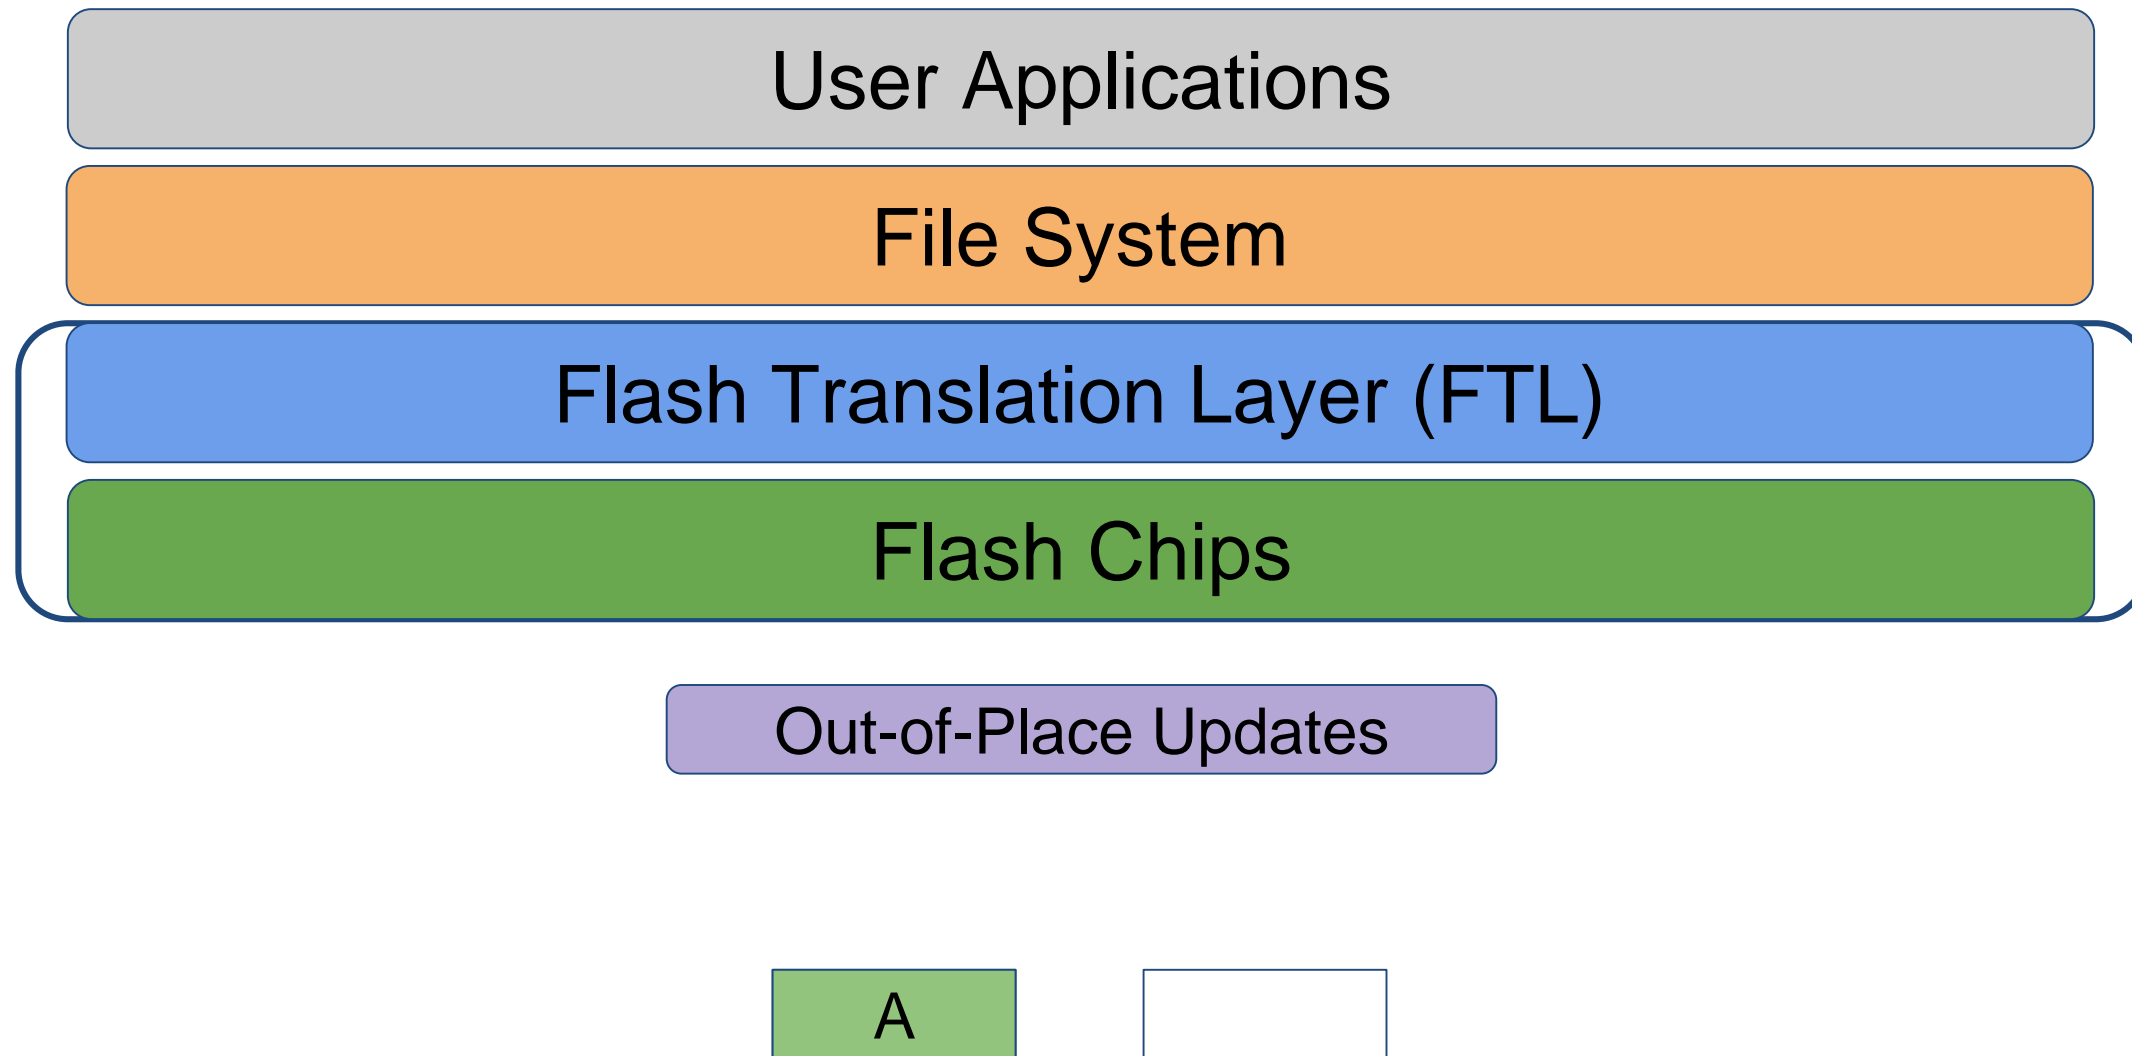 User Applications
File System
Flash Translation Layer (FTL)
Flash Chips
Out-of-Place Updates
A